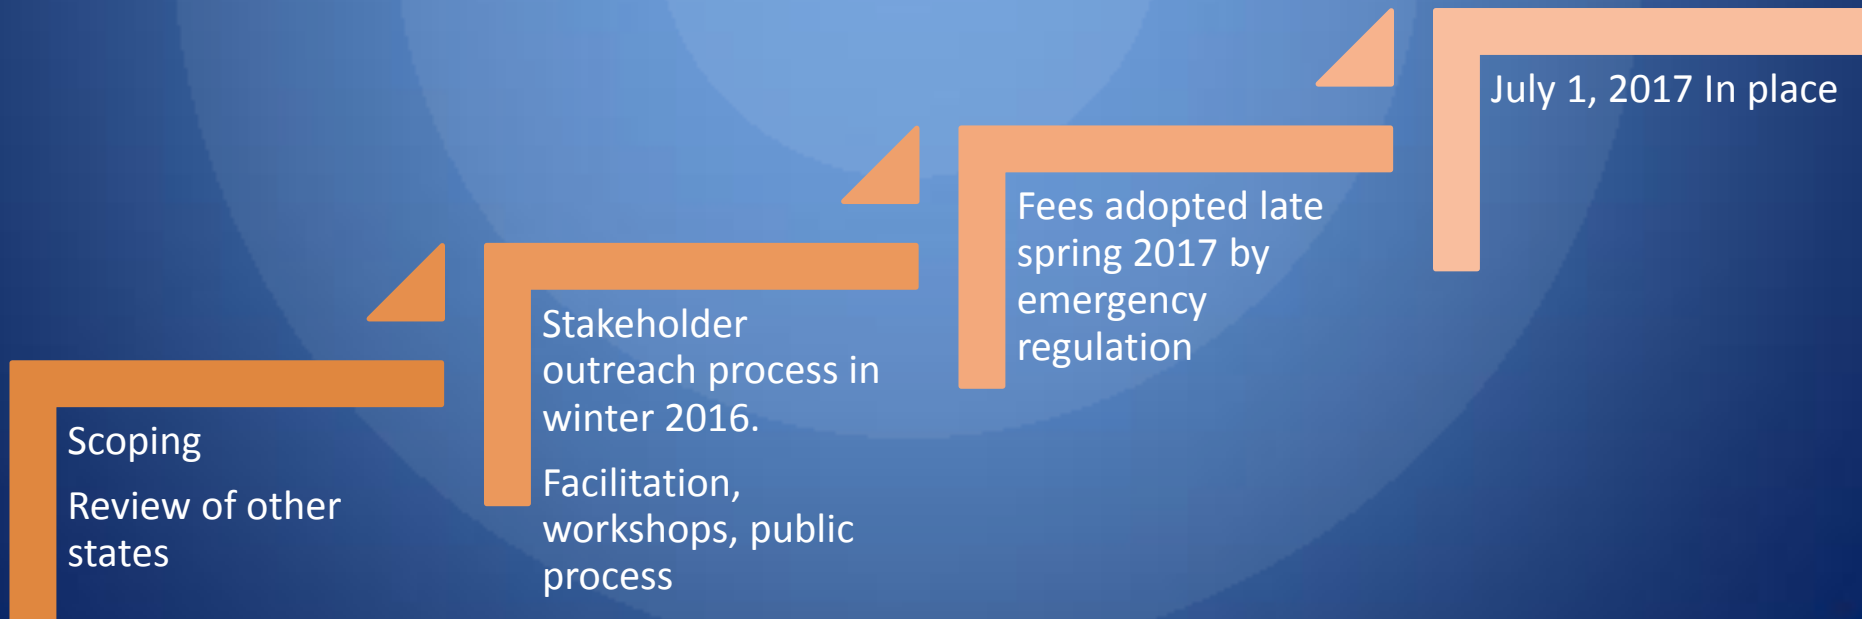 Scoping
Review of other
states
Stakeholder
outreach process in
winter 2016.
Facilitation,
workshops, public
process
Fees adopted late
spring 2017 by
emergency
regulation
July 1, 2017 In place